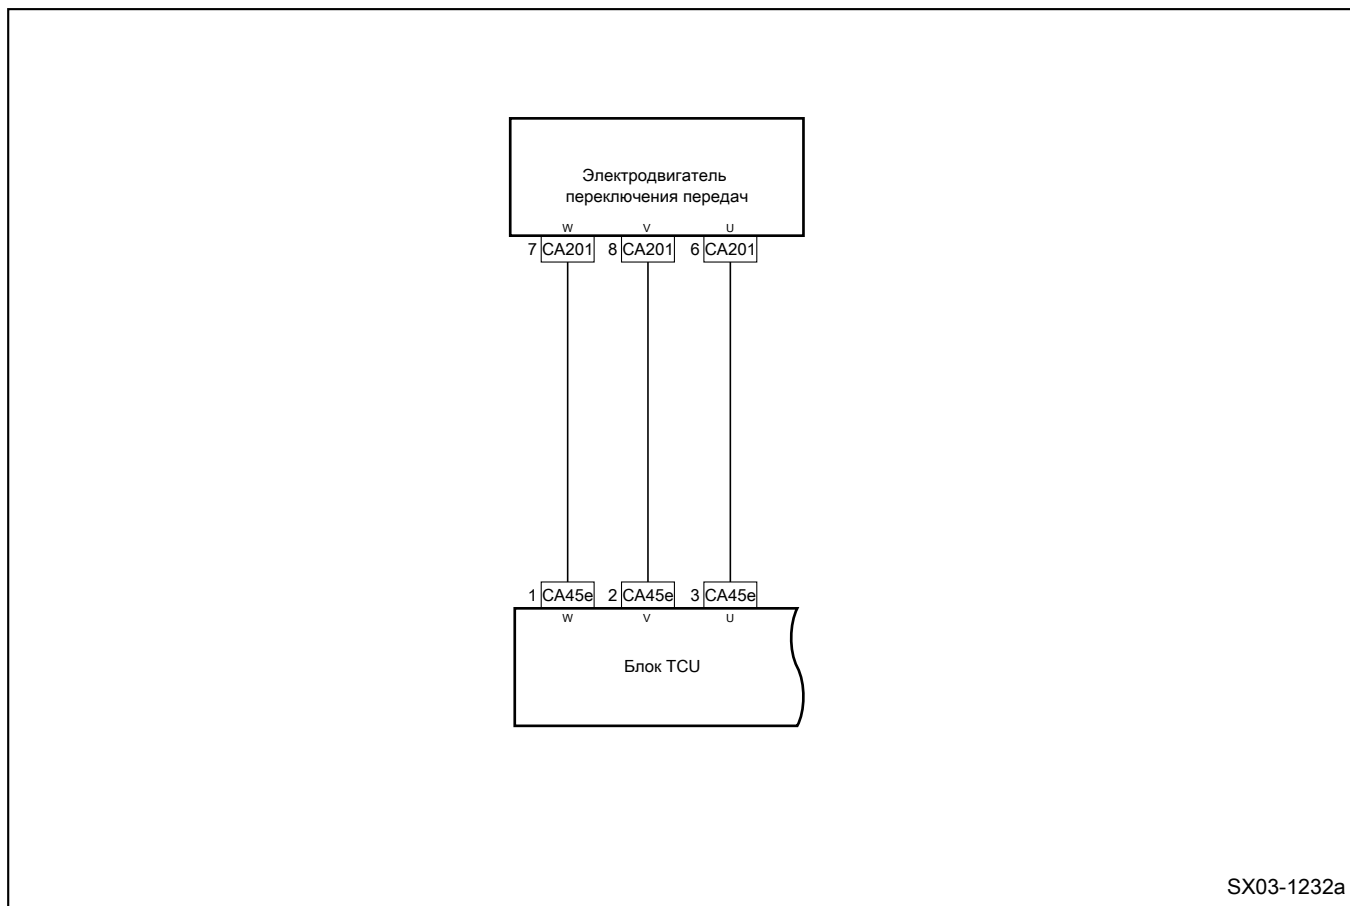 Электродвигатель
переключения передач
W V U
7 CA201 8 CA201 6 CA201
1 CA45e 2 CA45e 3 CA45e
W V U
Блок TCU
SX03-1232a